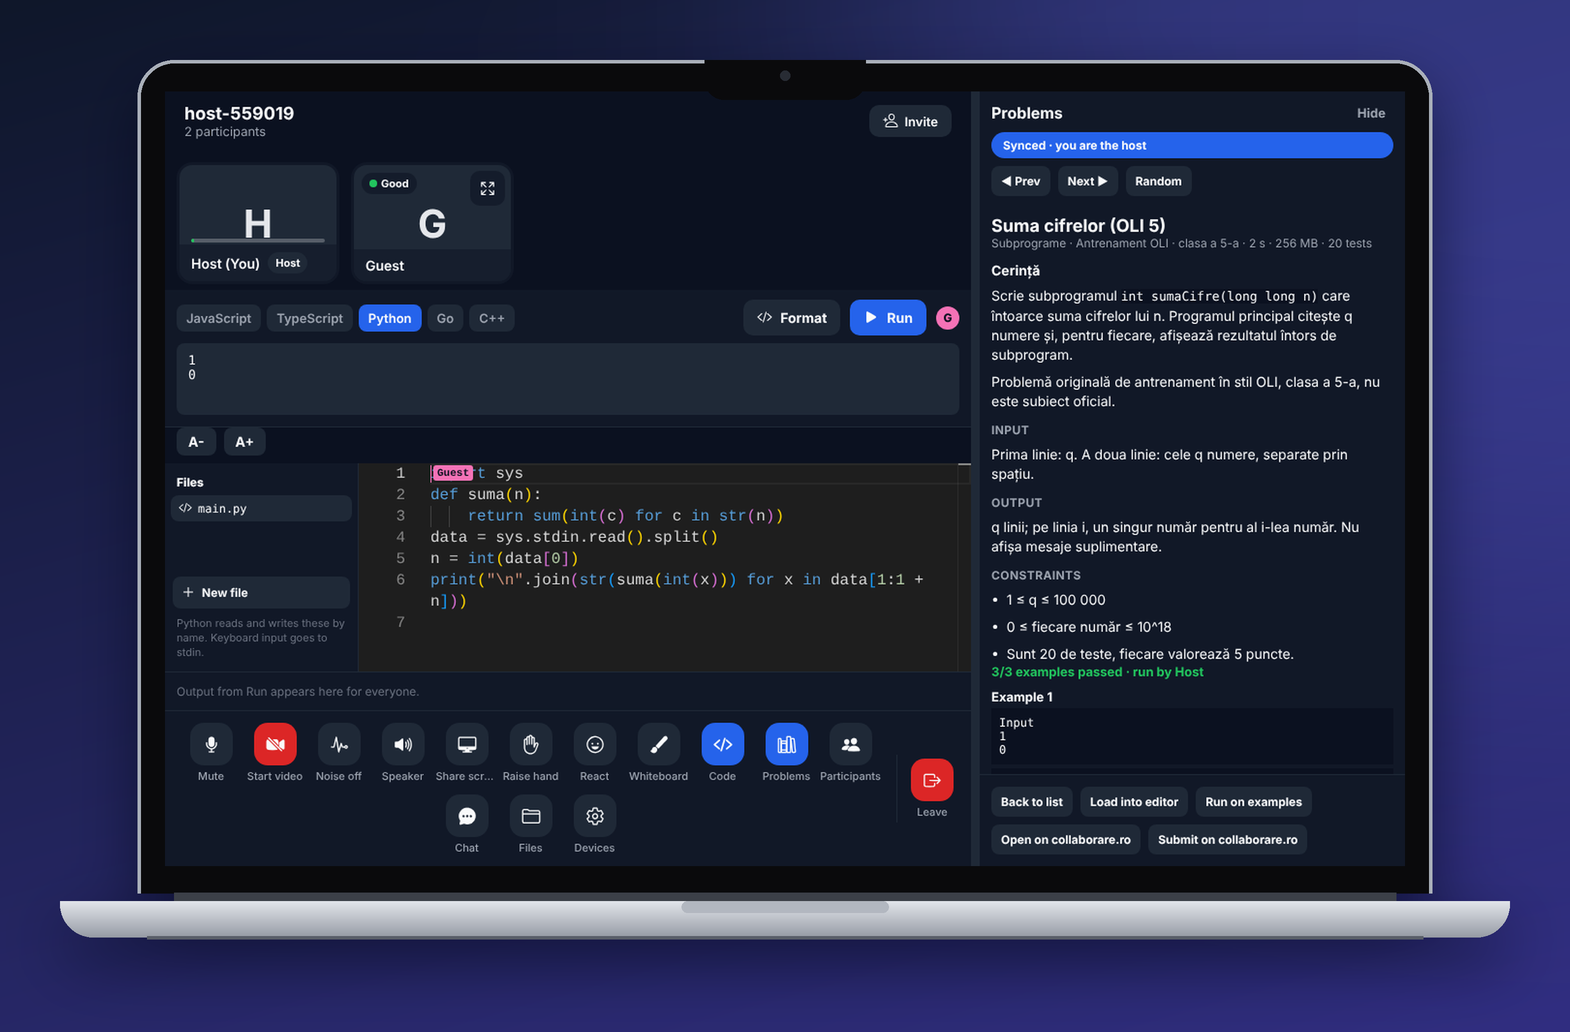 host-559019
2 participants
Invite
H
Host (You) Host
Good
G
Guest
JavaScript TypeScript Python Go C++
Format Run G
1
0
A- A+
Files
main.py
New file
Python reads and writes these by
name. Keyboard input goes to
stdin.
1 Guest t sys
2 def suma(n):
3 return sum(int(c) for c in str(n))
4 data = sys.stdin.read().split()
5 n = int(data[0])
6 print("\n".join(str(suma(int(x))) for x in data[1:1 +
n]))
7
Output from Run appears here for everyone.
Mute Start video Noise off Speaker Share scr... Raise hand React Whiteboard Code Problems Participants
Chat Files Devices
Leave
Problems Hide
Synced · you are the host
◀ Prev Next ▶ Random
Suma cifrelor (OLI 5)
Subprograme · Antrenament OLI · clasa a 5-a · 2 s · 256 MB · 20 tests
Cerință
Scrie subprogramul int sumaCifre(long long n) care
întoarce suma cifrelor lui n. Programul principal citește q
numere și, pentru fiecare, afișează rezultatul întors de
subprogram.
Problemă originală de antrenament în stil OLI, clasa a 5-a, nu
este subiect oficial.
INPUT
Prima linie: q. A doua linie: cele q numere, separate prin
spațiu.
OUTPUT
q linii; pe linia i, un singur număr pentru al i-lea număr. Nu
afișa mesaje suplimentare.
CONSTRAINTS
• 1 ≤ q ≤ 100 000
• 0 ≤ fiecare număr ≤ 10^18
• Sunt 20 de teste, fiecare valorează 5 puncte.
3/3 examples passed · run by Host
Example 1
Input
1
0
Back to list Load into editor Run on examples
Open on collaborare.ro Submit on collaborare.ro